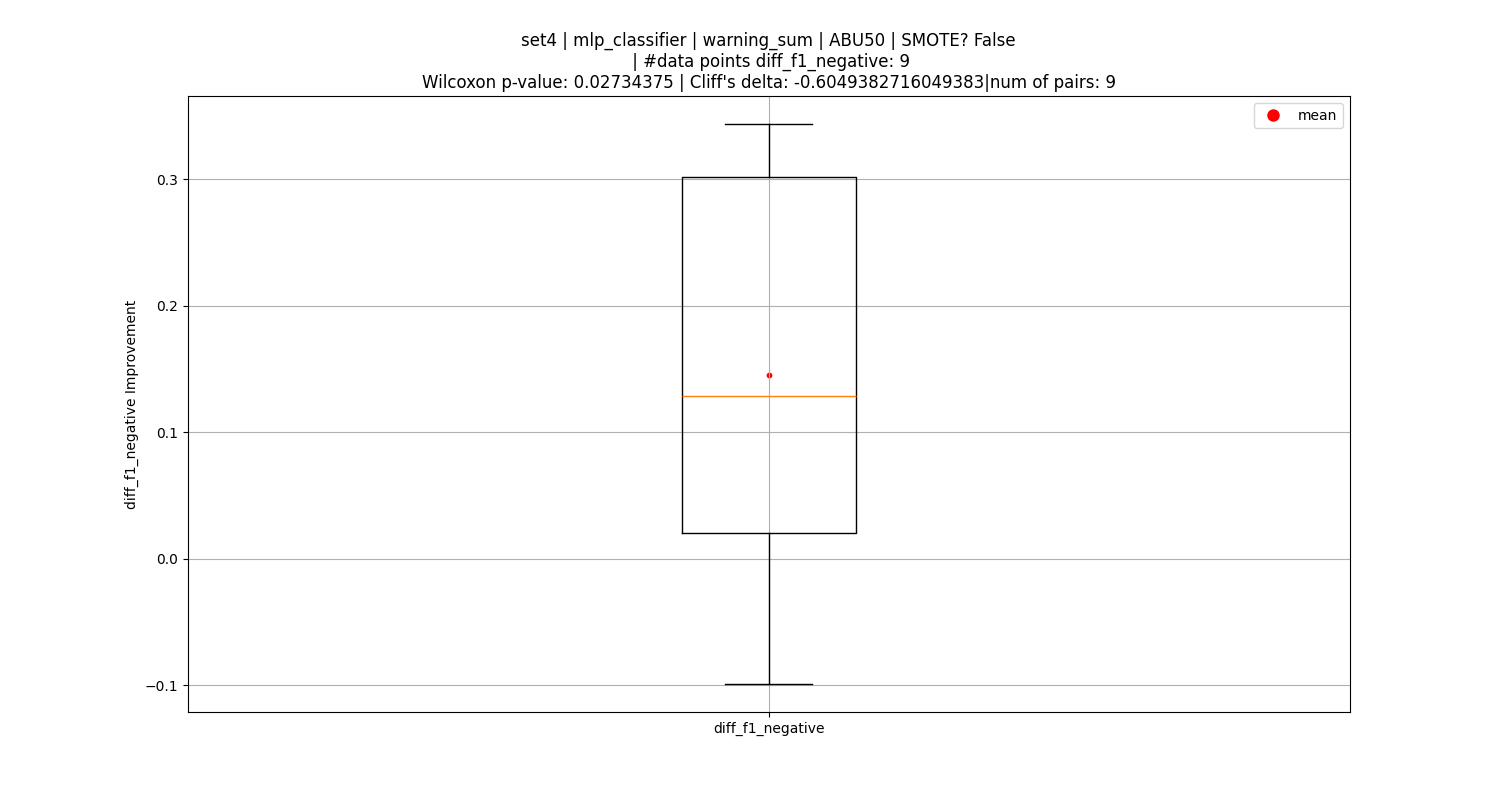 set4 | mlp_classifier | warning_sum | ABU50 | SMOTE? False
| #data points diff_f1_negative: 9
Wilcoxon p-value: 0.02734375 | Cliff's delta: -0.6049382716049383|num of pairs: 9
mean
0.3
0.2
0.1
0.0
−0.1
diff_f1_negative Improvement
diff_f1_negative